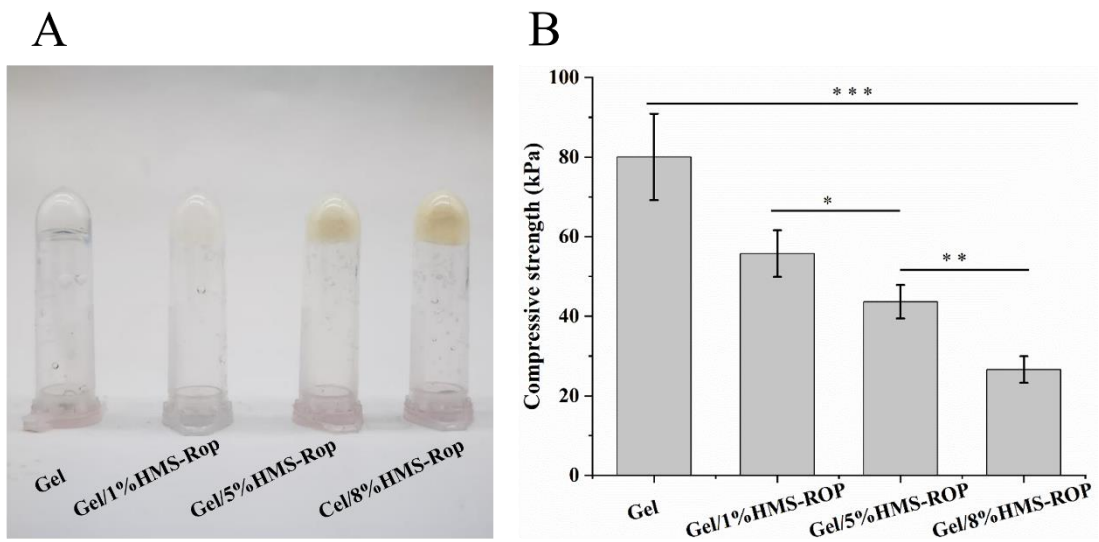 A
Gel
Gel/1%HMS-Rop
Gel/5%HMS-Rop
Cel/8%HMS-Rop
B
Compressive strength (kPa)
100
80
60
40
20
0
***
*
**
Gel
Gel/1%HMS-ROP
Gel/5%HMS-ROP
Gel/8%HMS-ROP